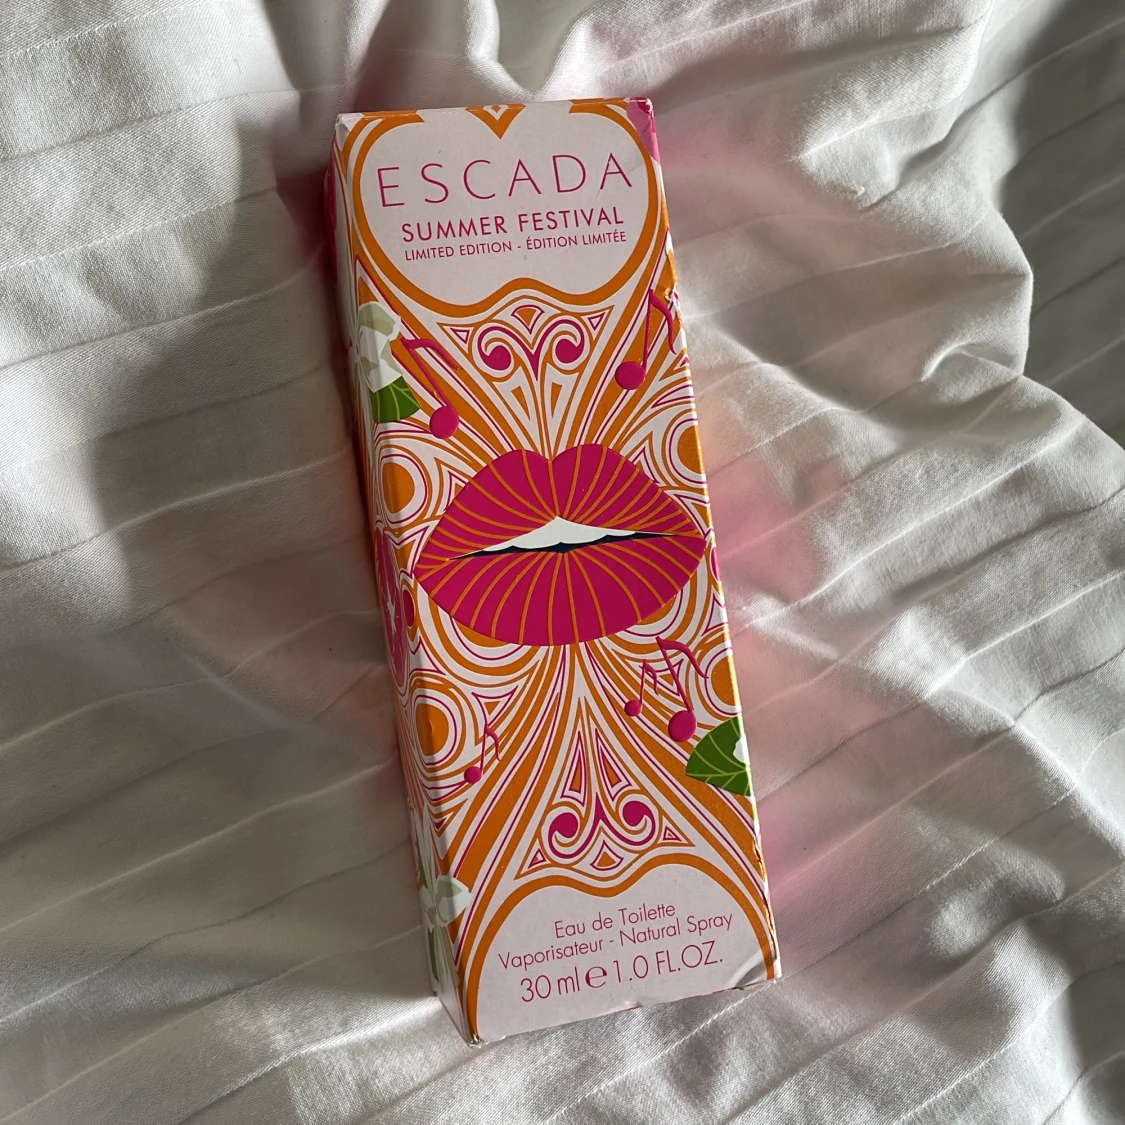 ESCADA
SUMMER FESTIVAL
LIMITED EDITION - ÉDITION LIMITÉE
Eau de Toilette
Vaporisateur - Natural Spray
30 ml ℮ 1.0 FL.OZ.